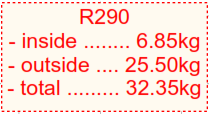 R290
- inside ........ 6.85kg
- outside .... 25.50kg
- total ......... 32.35kg